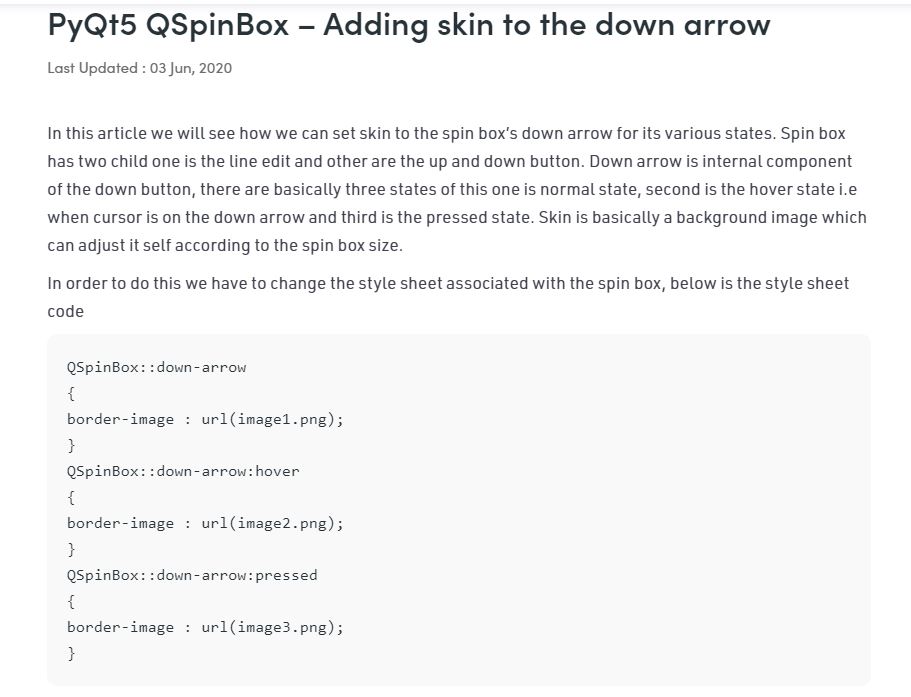 PyQt5 QSpinBox – Adding skin to the down arrow
Last Updated : 03 Jun, 2020
In this article we will see how we can set skin to the spin box’s down arrow for its various states. Spin box
has two child one is the line edit and other are the up and down button. Down arrow is internal component
of the down button, there are basically three states of this one is normal state, second is the hover state i.e
when cursor is on the down arrow and third is the pressed state. Skin is basically a background image which
can adjust it self according to the spin box size.
In order to do this we have to change the style sheet associated with the spin box, below is the style sheet
code
QSpinBox::down-arrow
{
border-image : url(image1.png);
}
QSpinBox::down-arrow:hover
{
border-image : url(image2.png);
}
QSpinBox::down-arrow:pressed
{
border-image : url(image3.png);
}